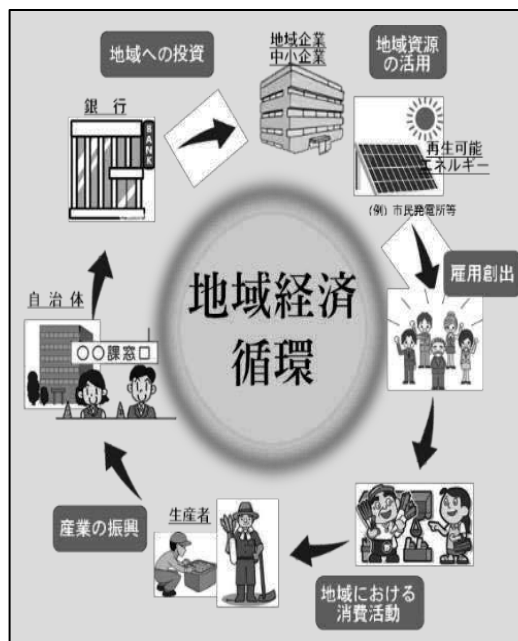 地域への投資
地域企業
中小企業
地域資源
の活用
銀行
BANK
再生可能
エネルギー
(例) 市民発電所等
雇用創出
地域経済
循環
自治体
〇〇課窓口
産業の振興
生産者
地域における
消費活動